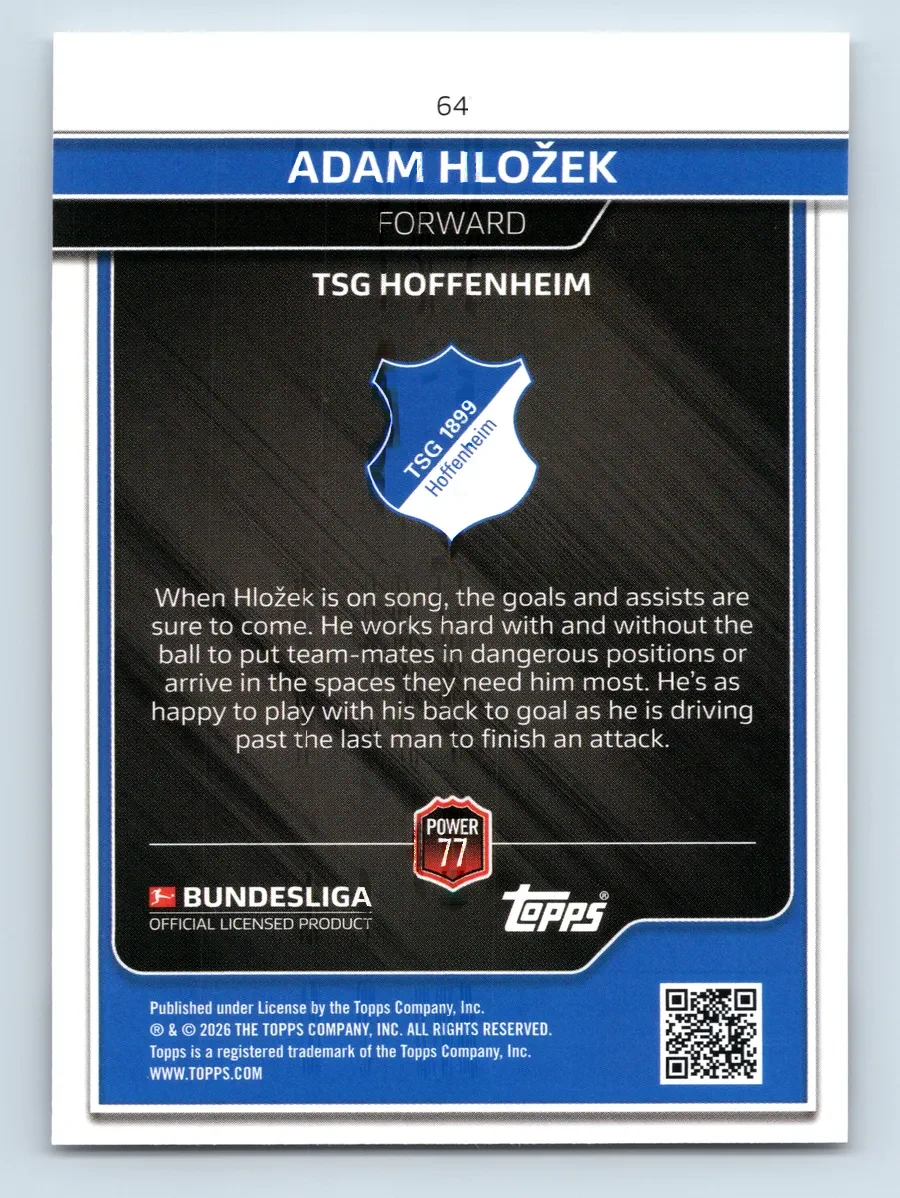 64
ADAM HLOŽEK
FORWARD
TSG HOFFENHEIM
TSG 1899
Hoffenheim
When Hložek is on song, the goals and assists are
sure to come. He works hard with and without the
ball to put team-mates in dangerous positions or
arrive in the spaces they need him most. He's as
happy to play with his back to goal as he is driving
past the last man to finish an attack.
POWER
77
BUNDESLIGA
OFFICIAL LICENSED PRODUCT
topps®
Published under License by the Topps Company, Inc.
® & © 2026 THE TOPPS COMPANY, INC. ALL RIGHTS RESERVED.
Topps is a registered trademark of the Topps Company, Inc.
WWW.TOPPS.COM